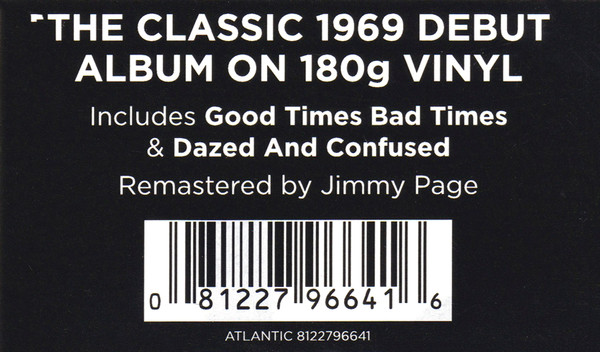 THE CLASSIC 1969 DEBUT
ALBUM ON 180g VINYL
Includes Good Times Bad Times
& Dazed And Confused
Remastered by Jimmy Page
0 81227 96641 6
ATLANTIC 8122796641